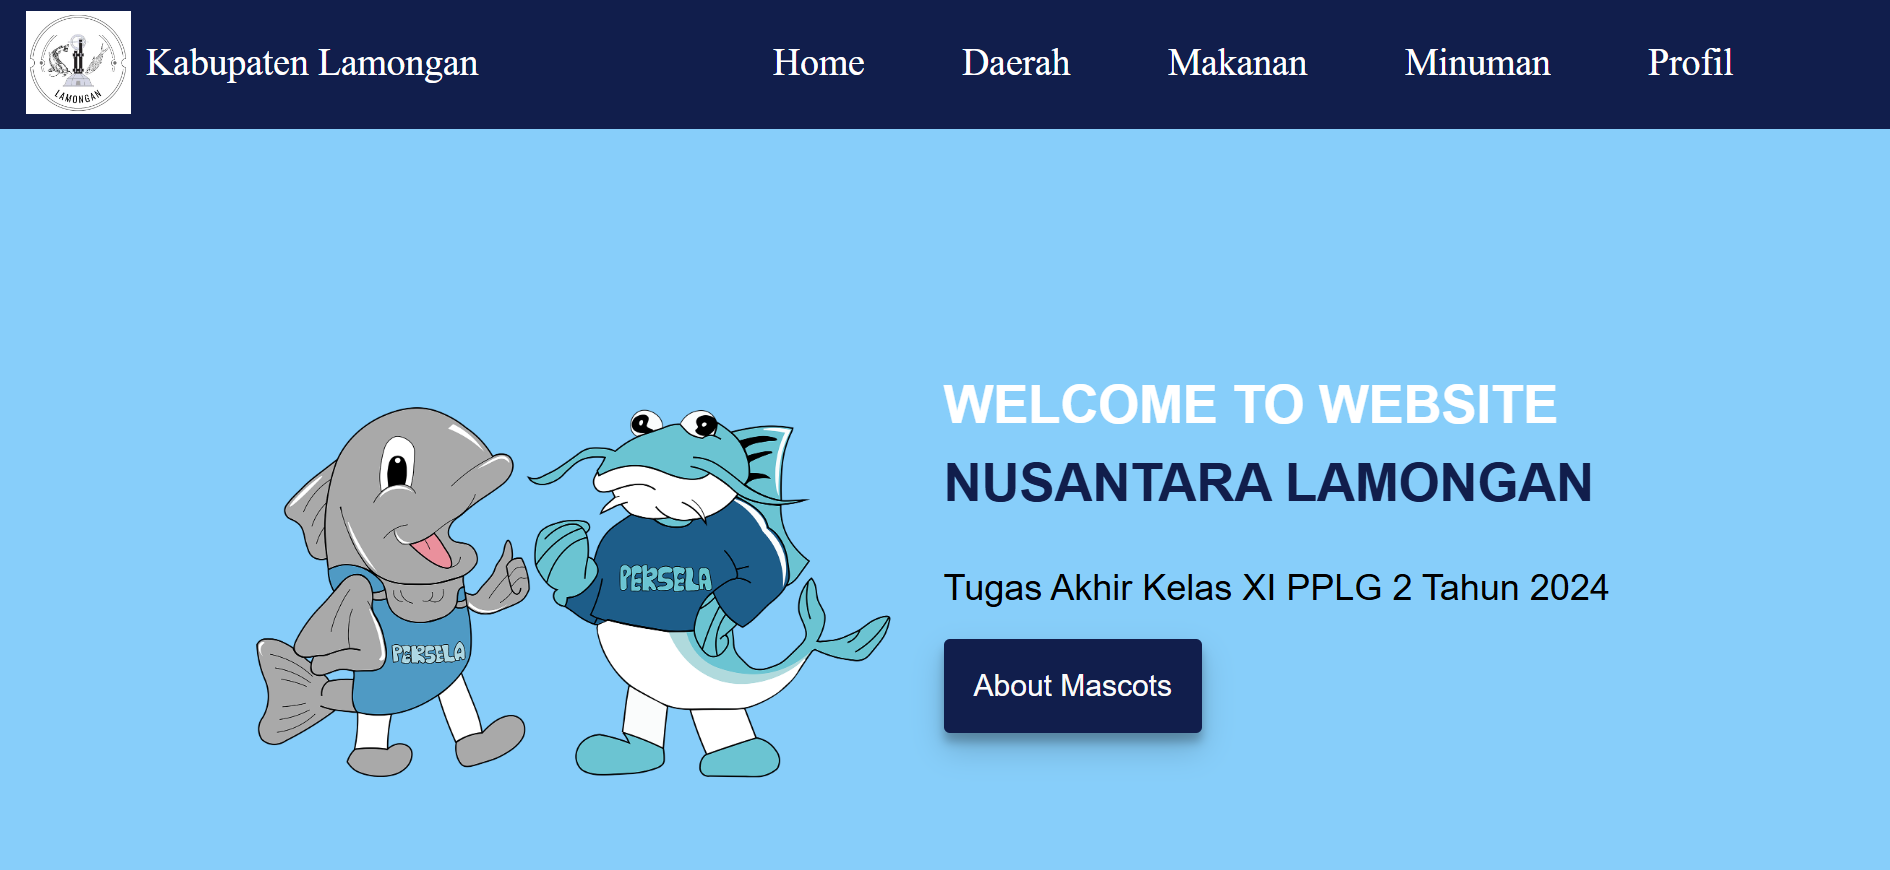 LAMONGAN
Kabupaten Lamongan
Home
Daerah
Makanan
Minuman
Profil
WELCOME TO WEBSITE
NUSANTARA LAMONGAN
PERSELA
PERSELA
Tugas Akhir Kelas XI PPLG 2 Tahun 2024
About Mascots